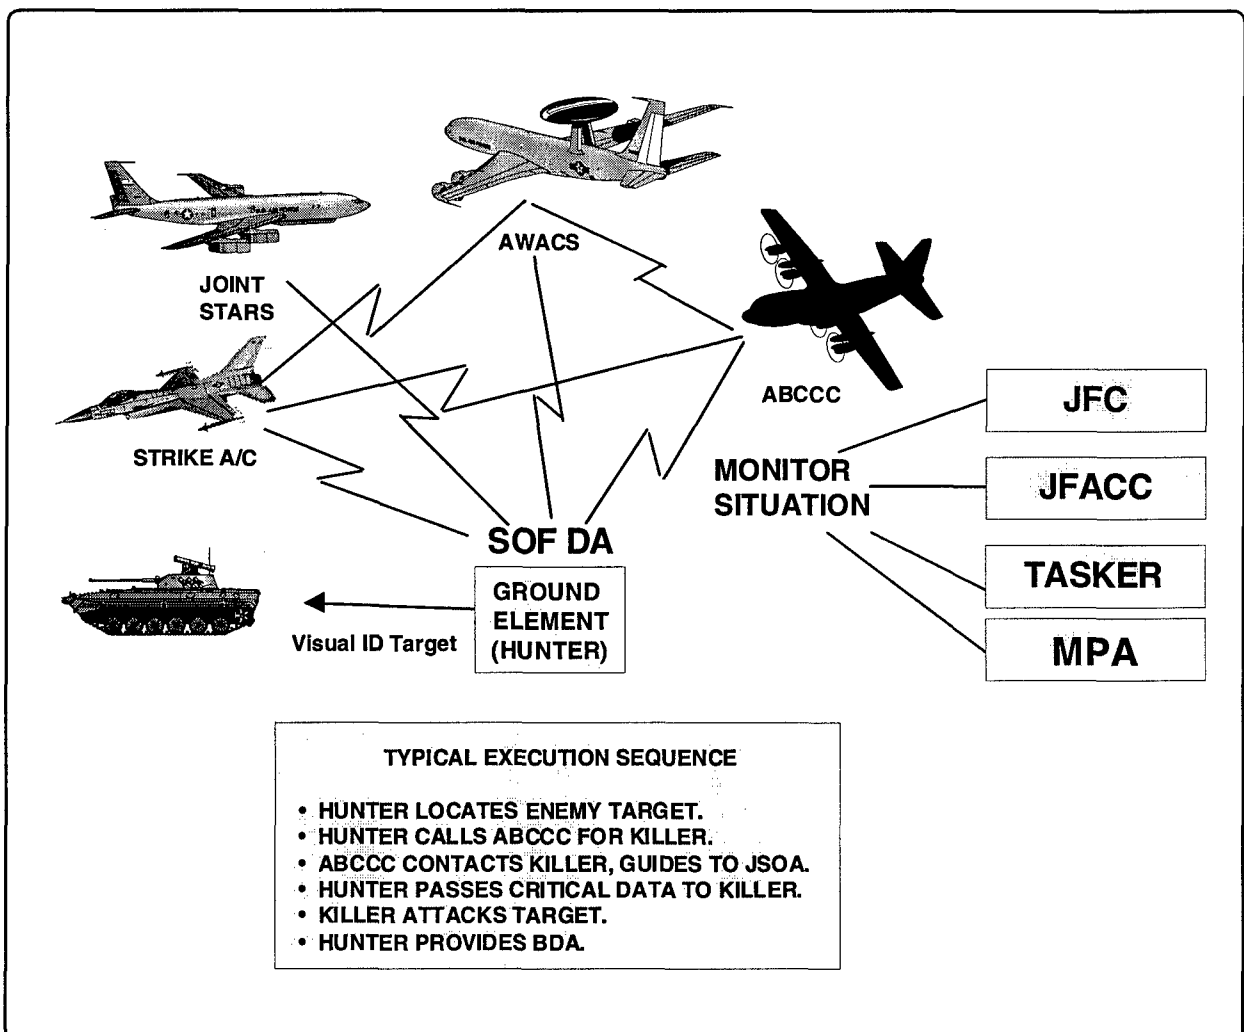 AWACS
JOINT
STARS
ABCCC
STRIKE A/C
JFC
MONITOR
SITUATION
JFACC
SOF DA
TASKER
GROUND
ELEMENT
(HUNTER)
Visual ID Target
MPA
TYPICAL EXECUTION SEQUENCE
• HUNTER LOCATES ENEMY TARGET.
• HUNTER CALLS ABCCC FOR KILLER.
• ABCCC CONTACTS KILLER, GUIDES TO JSOA.
• HUNTER PASSES CRITICAL DATA TO KILLER.
• KILLER ATTACKS TARGET.
• HUNTER PROVIDES BDA.